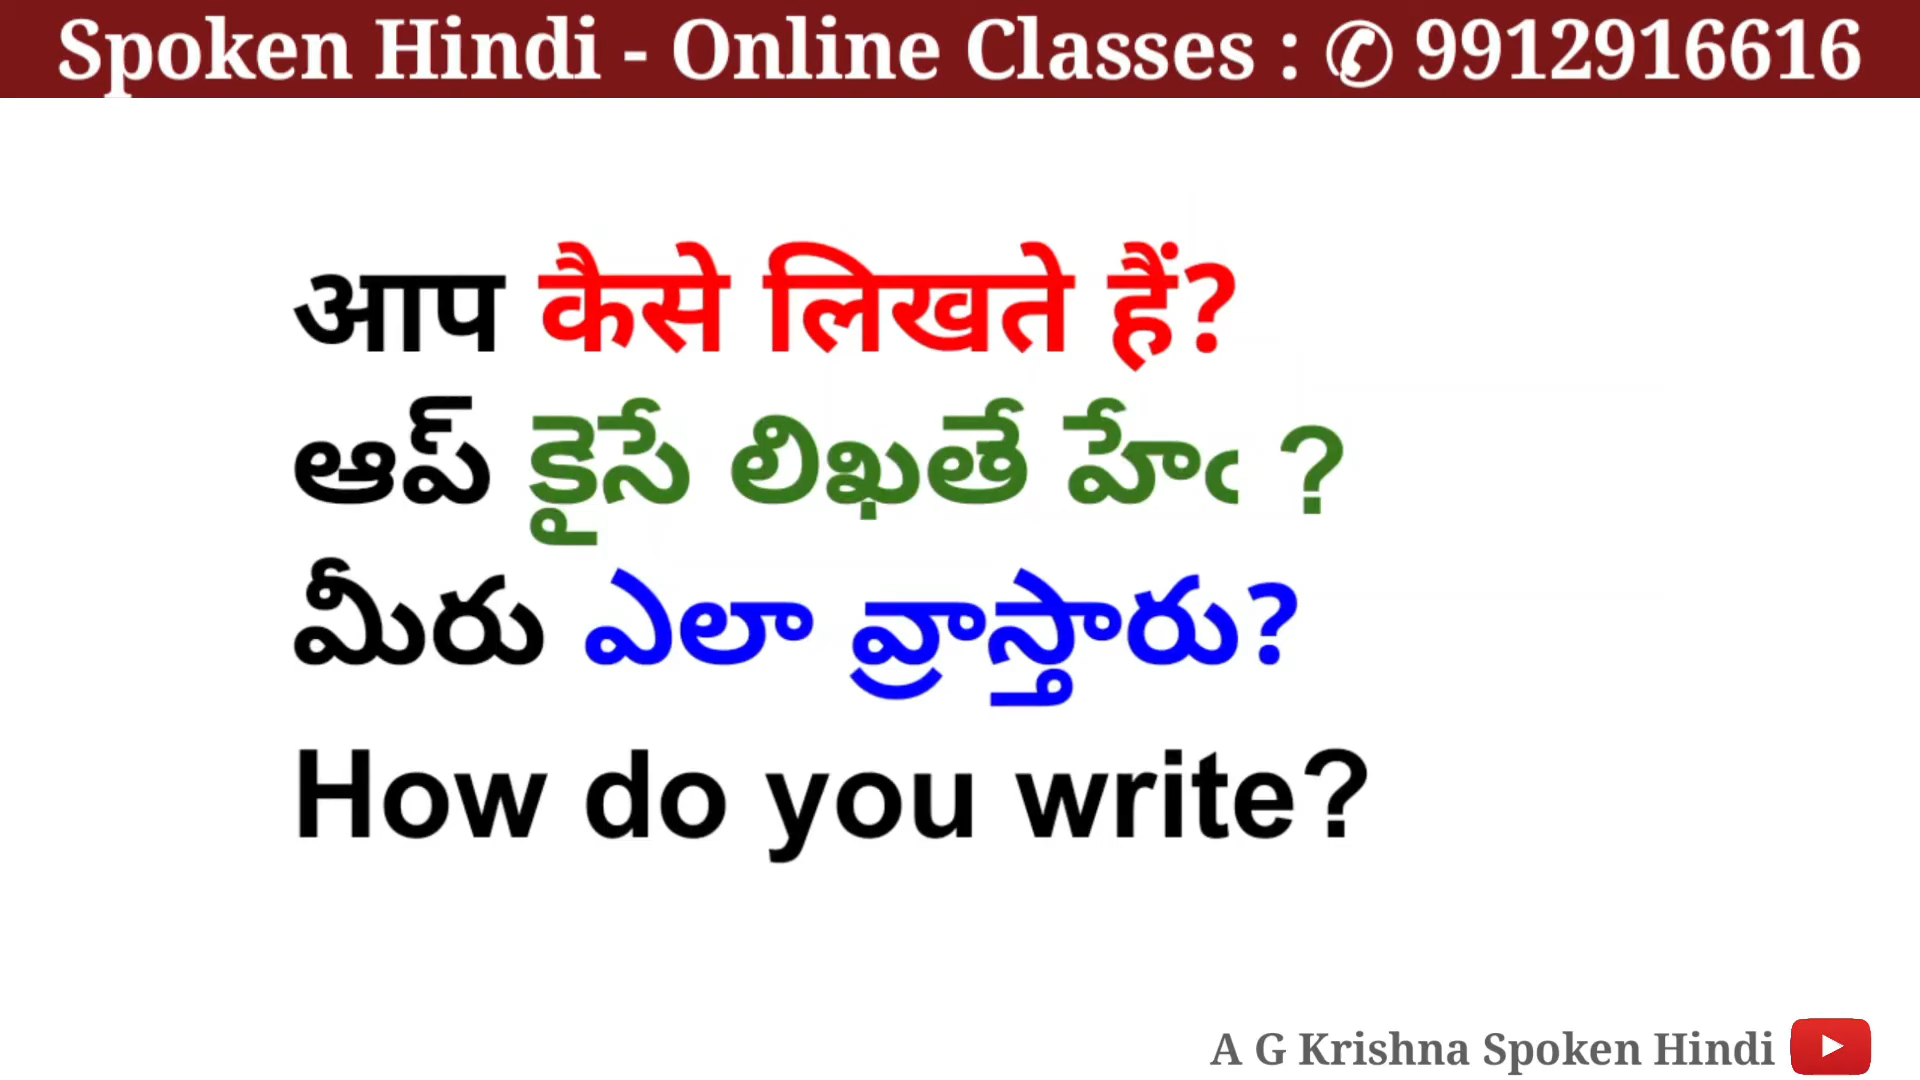 Spoken Hindi - Online Classes : ✆ 9912916616
आप कैसे लिखते हैं?
ఆప్ కైసే లిఖతే హేఁ ?
మీరు ఎలా వ్రాస్తారు?
How do you write?
A G Krishna Spoken Hindi